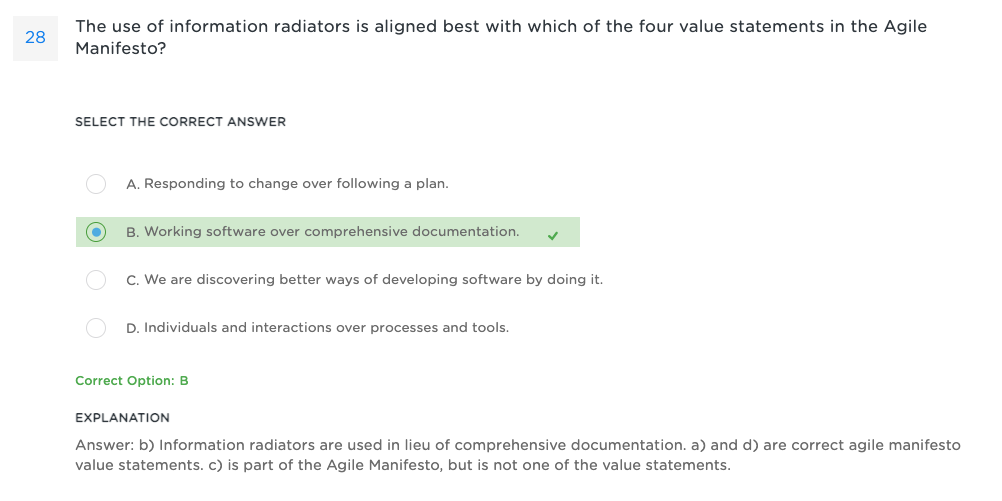 28
The use of information radiators is aligned best with which of the four value statements in the Agile
Manifesto?
SELECT THE CORRECT ANSWER
A. Responding to change over following a plan.
B. Working software over comprehensive documentation.
C. We are discovering better ways of developing software by doing it.
D. Individuals and interactions over processes and tools.
Correct Option: B
EXPLANATION
Answer: b) Information radiators are used in lieu of comprehensive documentation. a) and d) are correct agile manifesto
value statements. c) is part of the Agile Manifesto, but is not one of the value statements.